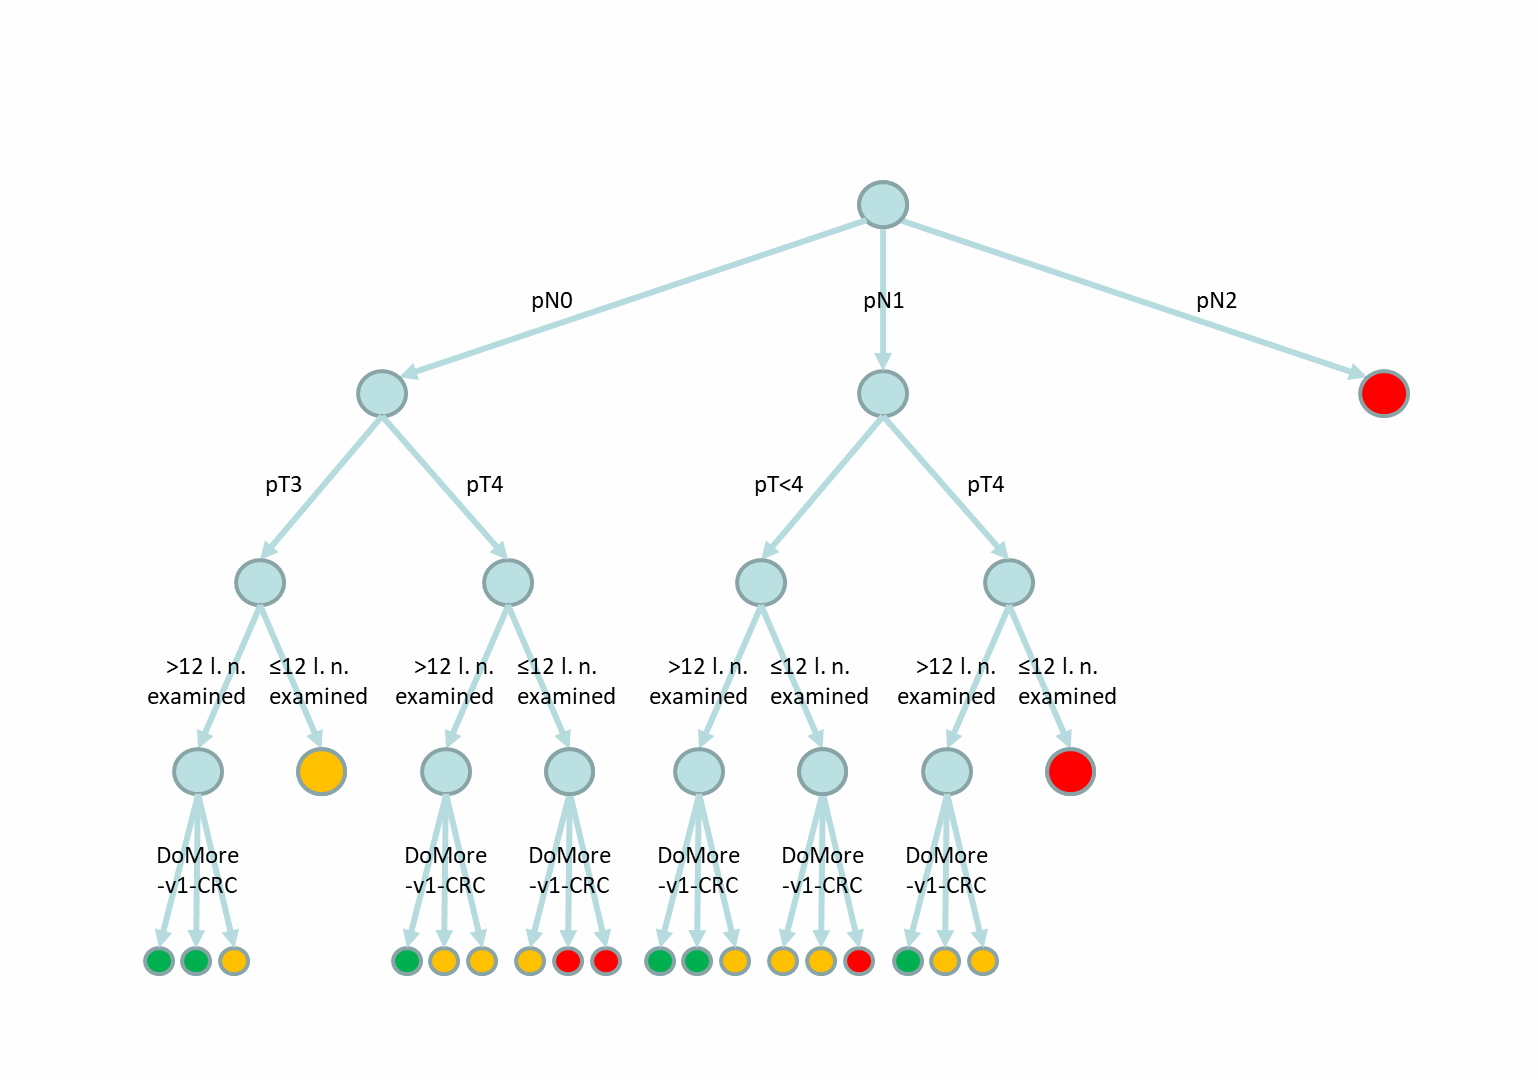 pN0
pN1
pN2
pT3
pT4
pT<4
pT4
>12 l. n.
examined
≤12 l. n.
examined
>12 l. n.
examined
≤12 l. n.
examined
>12 l. n.
examined
≤12 l. n.
examined
>12 l. n.
examined
≤12 l. n.
examined
DoMore
-v1-CRC
DoMore
-v1-CRC
DoMore
-v1-CRC
DoMore
-v1-CRC
DoMore
-v1-CRC
DoMore
-v1-CRC